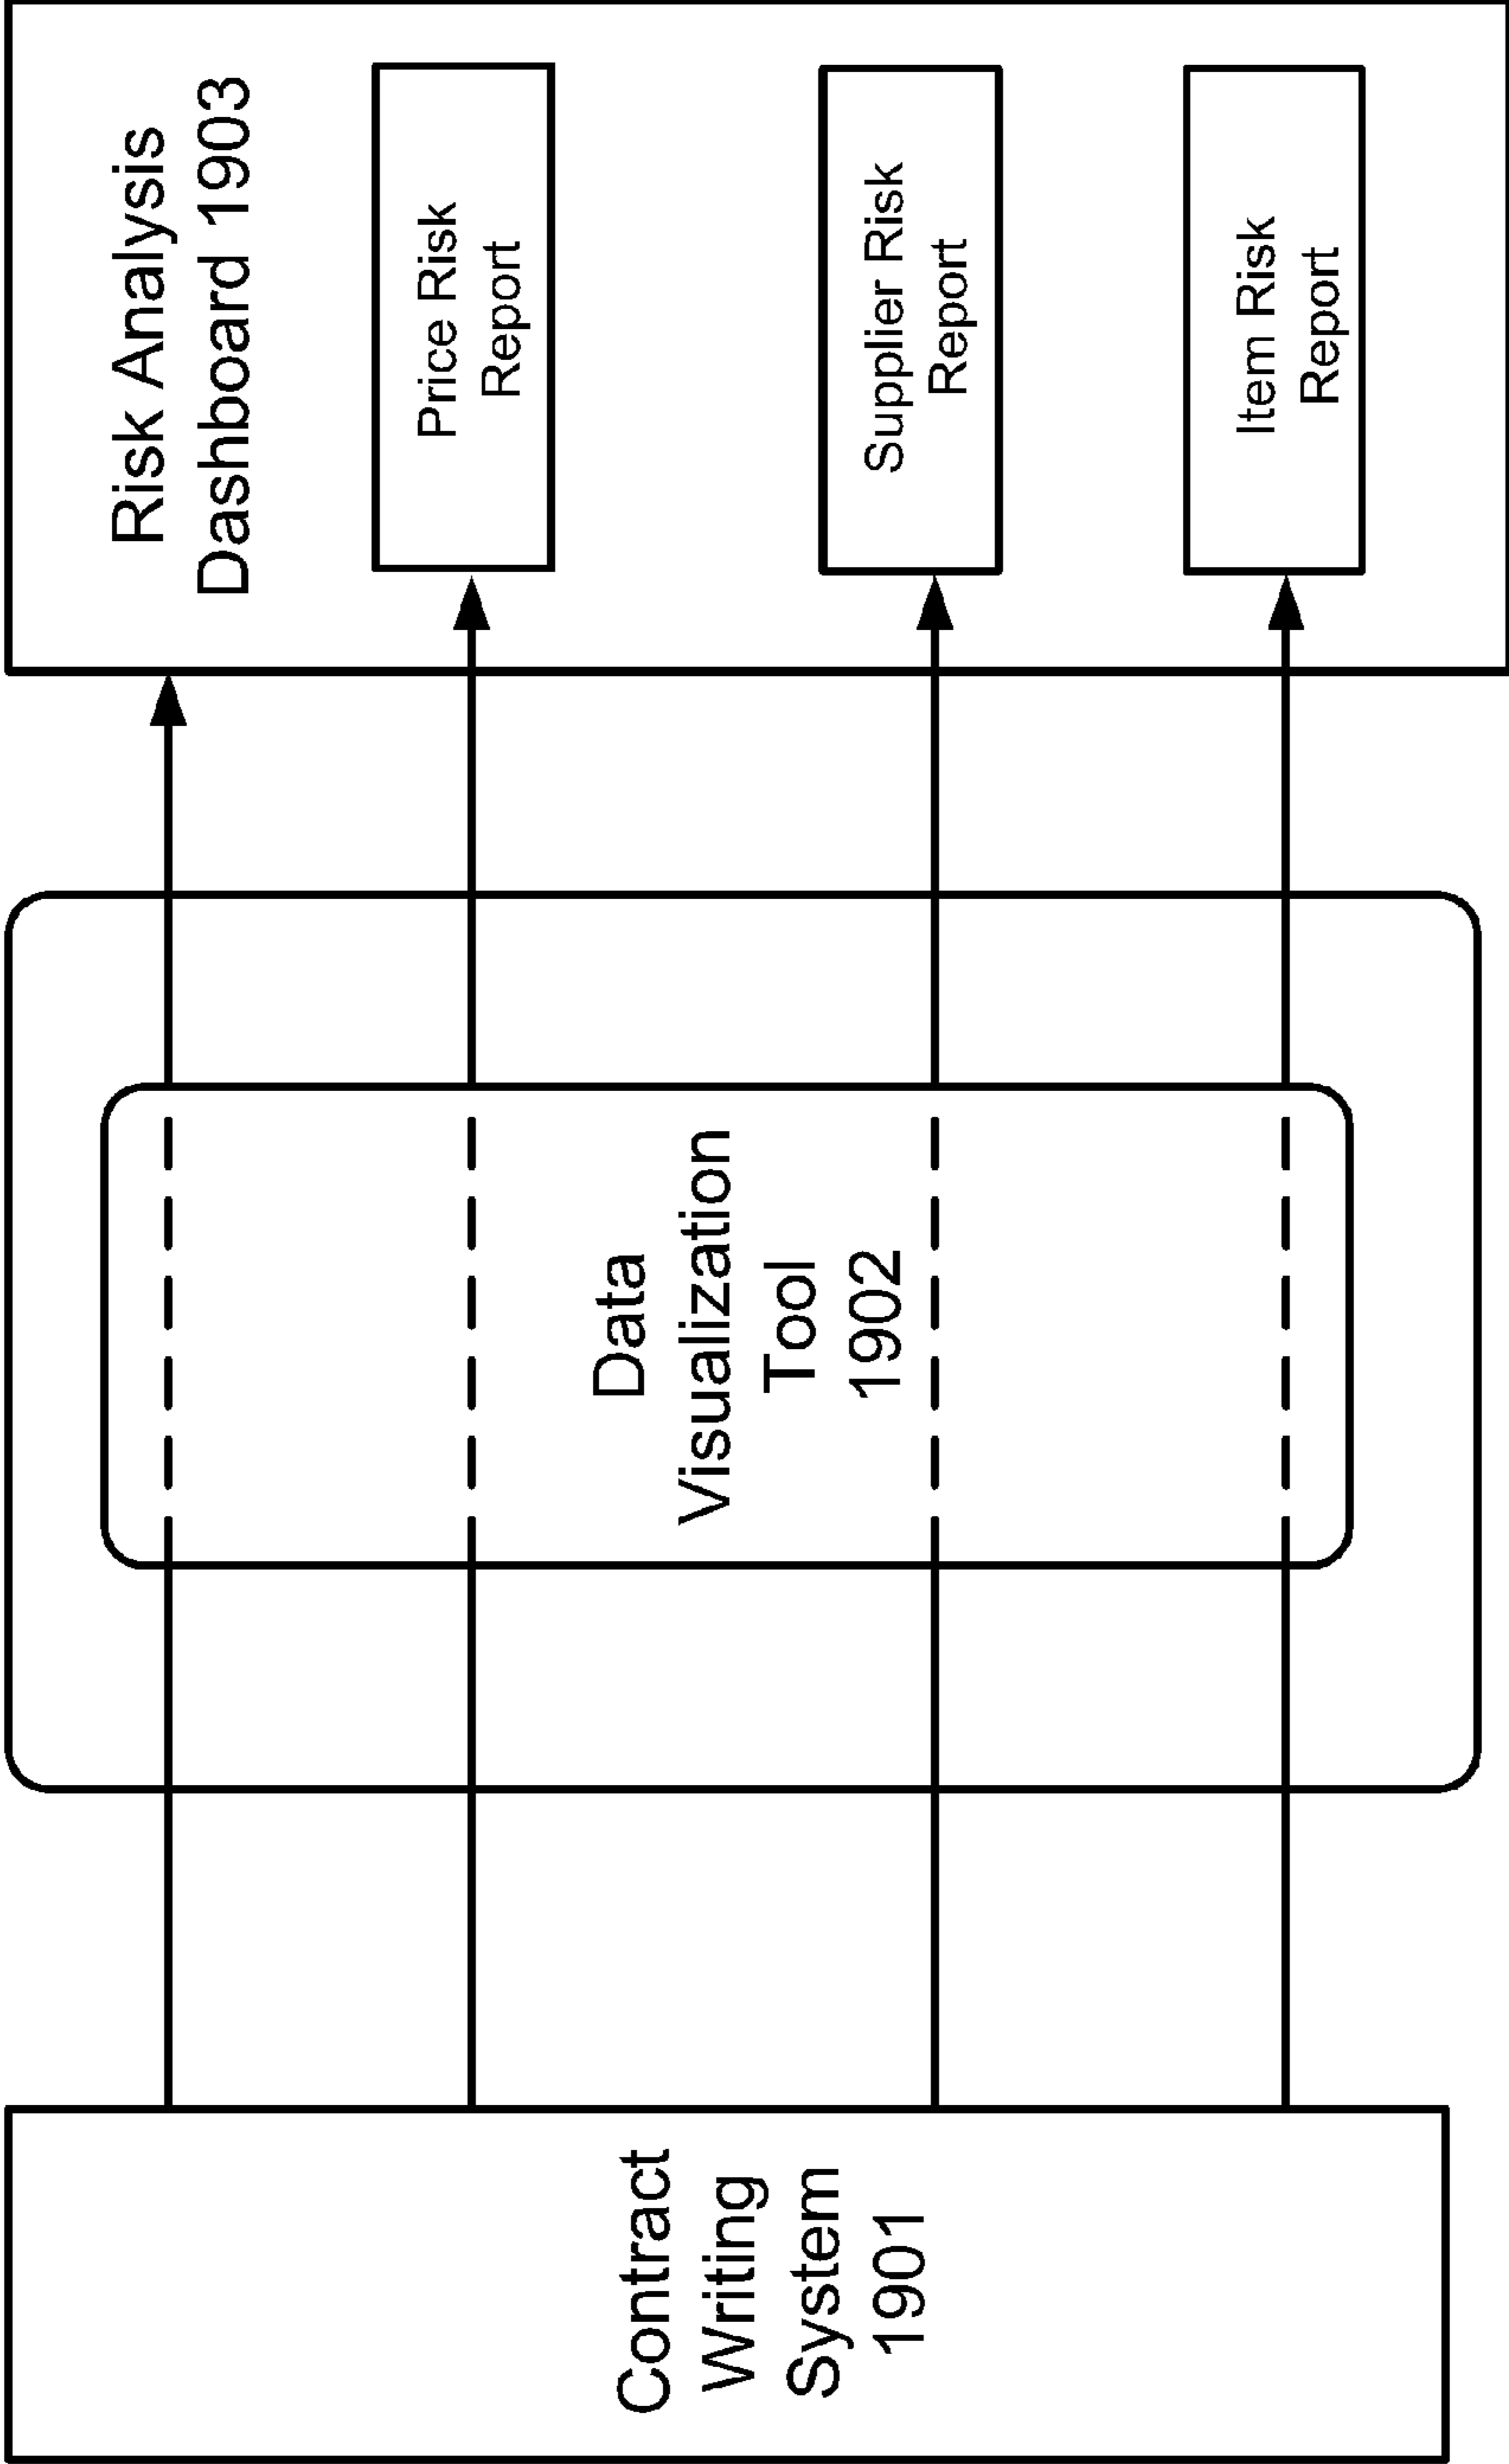 Contract
Writing
System
1901
Data
Visualization
Tool
1902
Risk Analysis
Dashboard 1903
Price Risk
Report
Supplier Risk
Report
Item Risk
Report